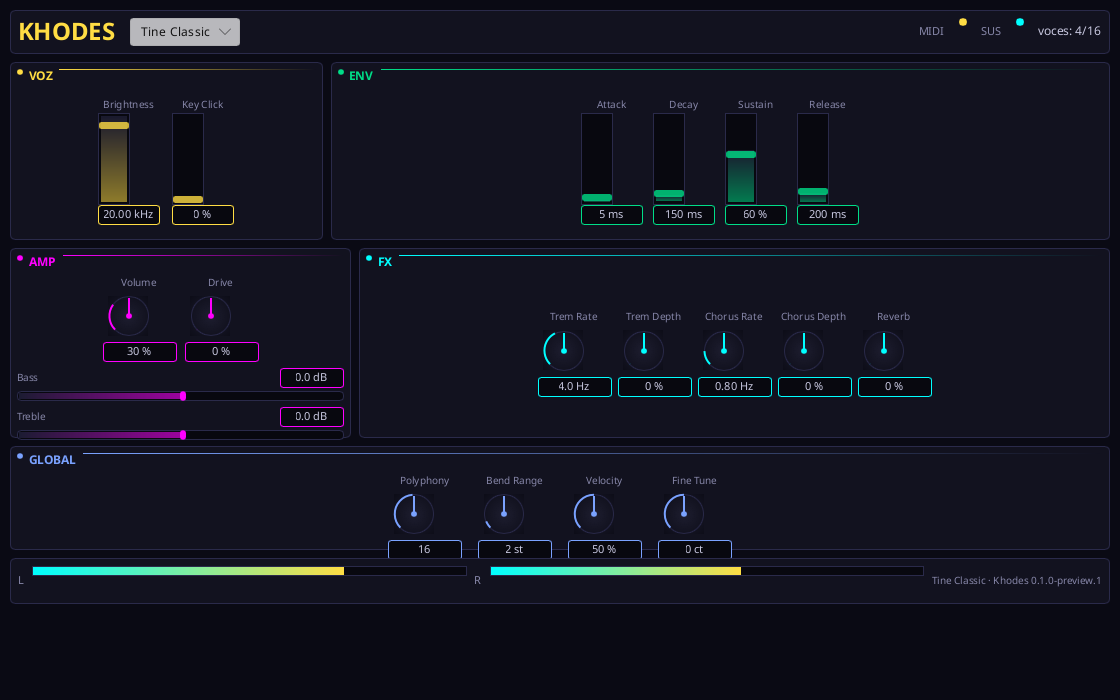 KHODES
Tine Classic
MIDI SUS voces: 4/16
VOZ
Brightness Key Click
20.00 kHz 0 %
ENV
Attack Decay Sustain Release
5 ms 150 ms 60 % 200 ms
AMP
Volume Drive
30 % 0 %
Bass 0.0 dB
Treble 0.0 dB
FX
Trem Rate Trem Depth Chorus Rate Chorus Depth Reverb
4.0 Hz 0 % 0.80 Hz 0 % 0 %
GLOBAL
Polyphony Bend Range Velocity Fine Tune
16 2 st 50 % 0 ct
L R Tine Classic · Khodes 0.1.0-preview.1